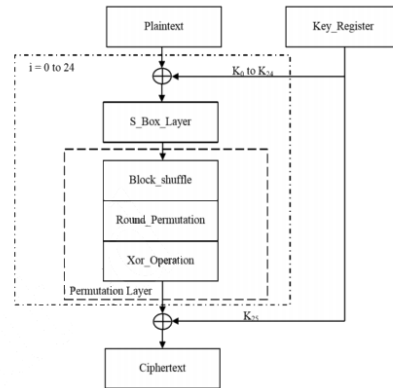 Plaintext
Key_Register
i = 0 to 24
K0 to K24
S_Box_Layer
Block_shuffle
Round_Permutation
Xor_Operation
Permutation Layer
K25
Ciphertext